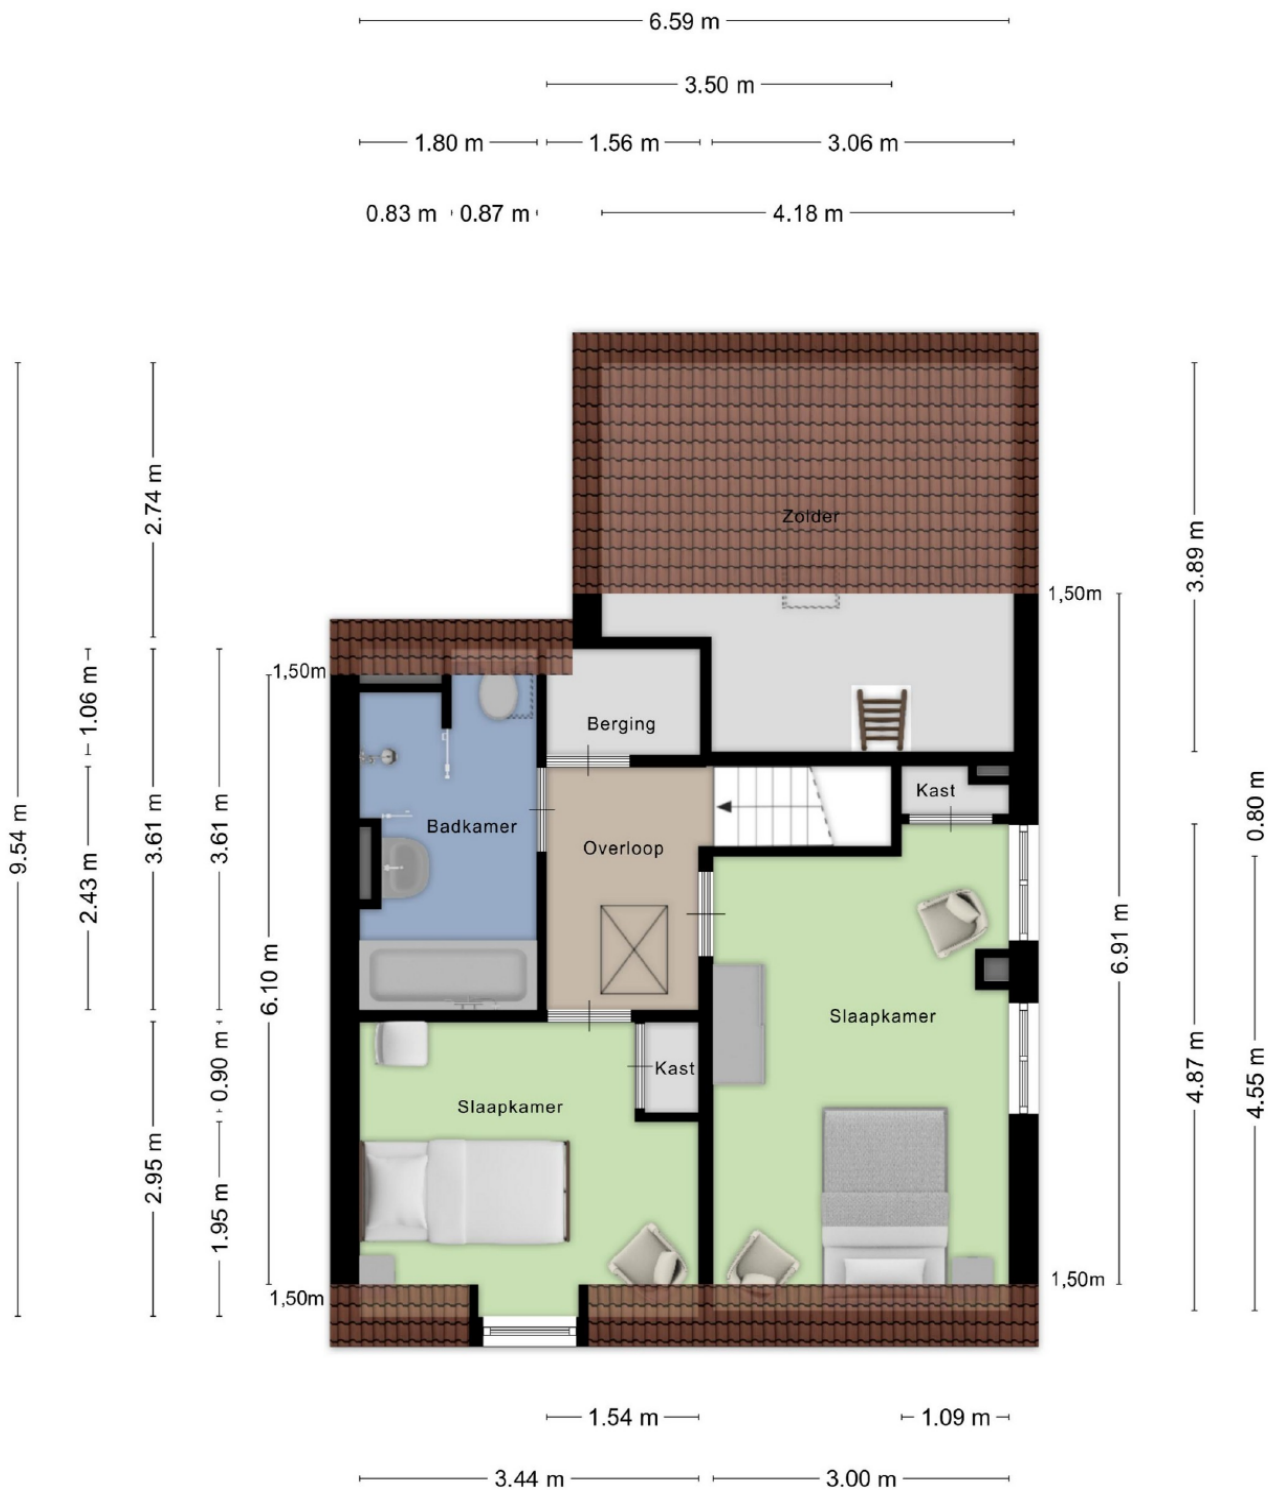 6.59 m
3.50 m
1.80 m
1.56 m
3.06 m
0.83 m
0.87 m
4.18 m
Zolder
2.74 m
3.89 m
1,50m
1,50m
1.06 m
Berging
Kast
0.80 m
9.54 m
3.61 m
3.61 m
Badkamer
Overloop
2.43 m
6.91 m
6.10 m
Slaapkamer
0.90 m
Kast
4.87 m
4.55 m
Slaapkamer
2.95 m
1.95 m
1,50m
1,50m
1.54 m
1.09 m
3.44 m
3.00 m